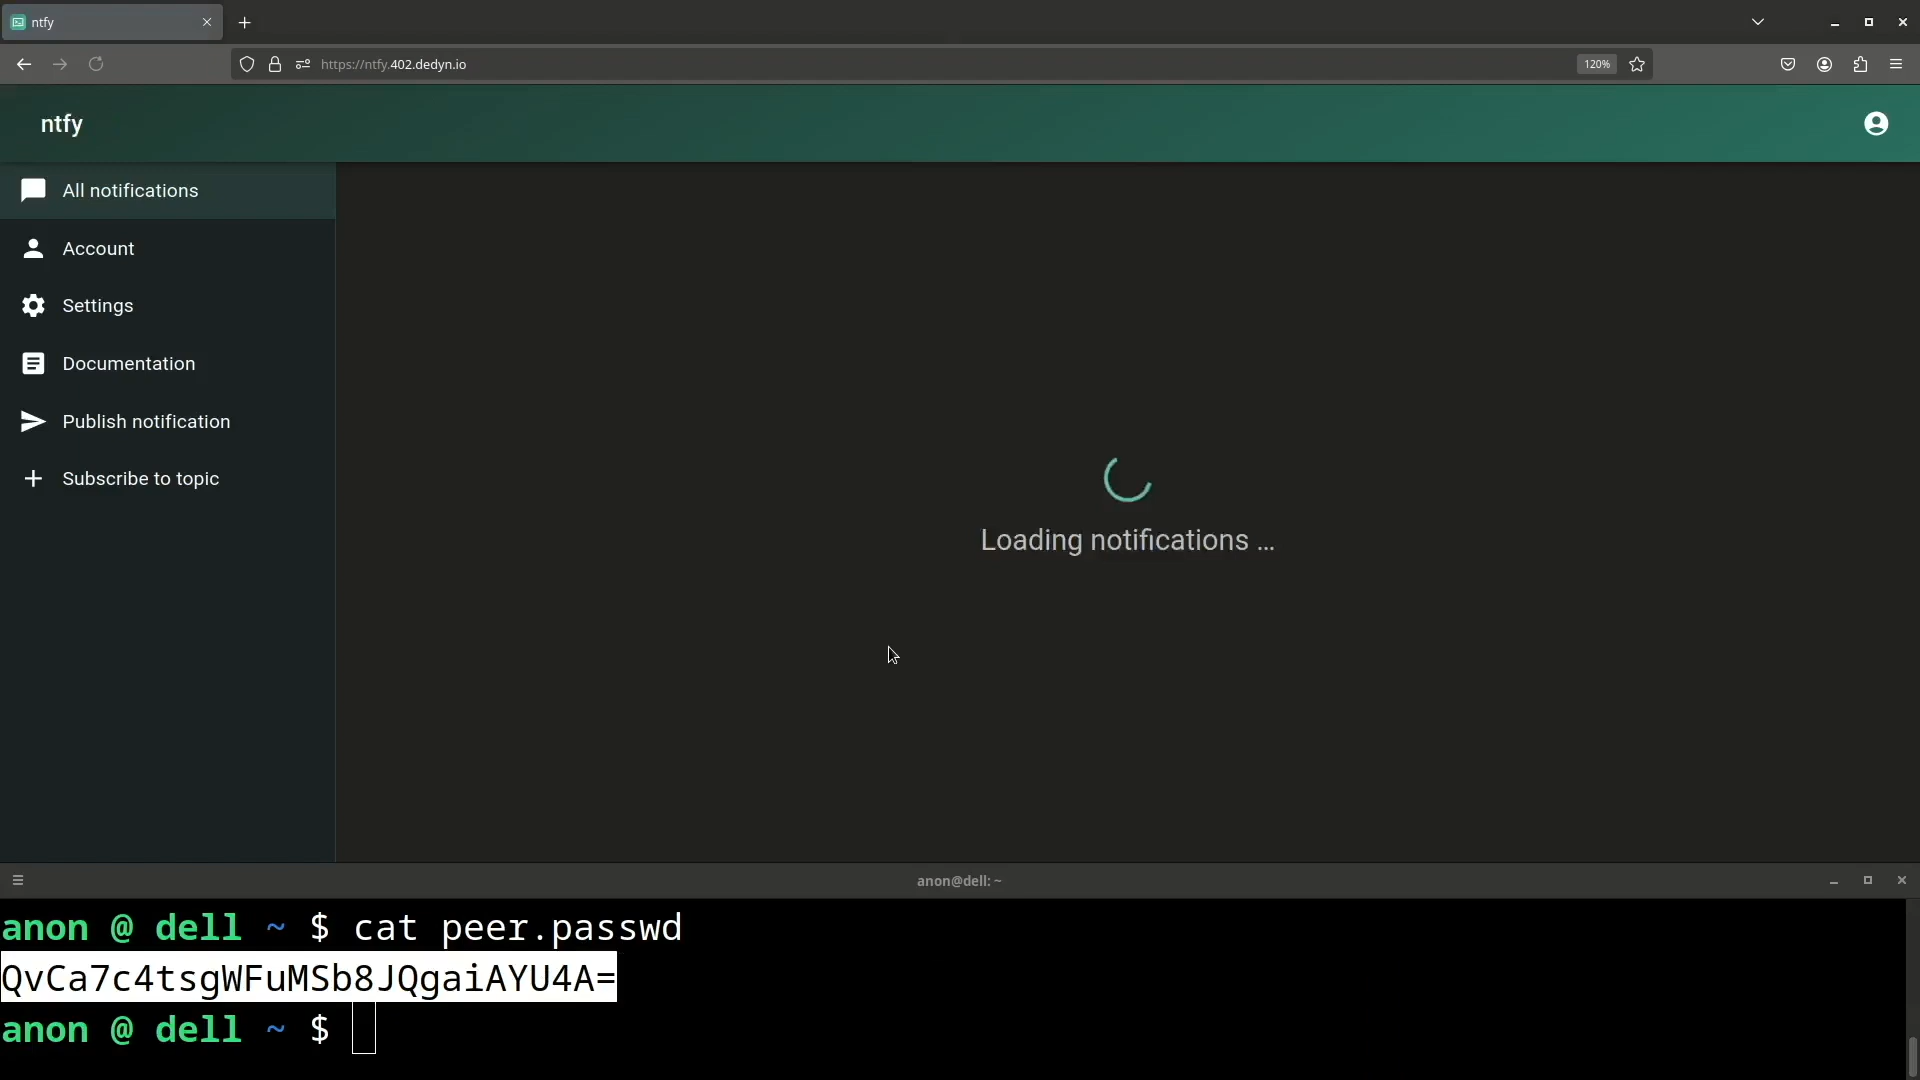 ntfy
https://ntfy.402.dedyn.io
120%
ntfy
All notifications
Account
Settings
Documentation
Publish notification
Subscribe to topic
Loading notifications ...
anon@dell: ~
anon @ dell ~ $ cat peer.passwd
QvCa7c4tsgWFuMSb8JQgaiAYU4A=
anon @ dell ~ $